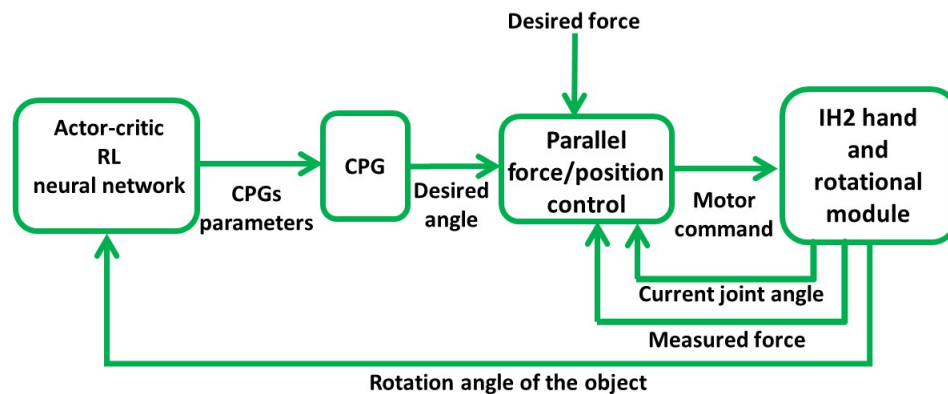 Desired force
Actor-critic
RL
neural network
CPGs
parameters
CPG
Desired
angle
Parallel
force/position
control
Motor
command
IH2 hand
and
rotational
module
Current joint angle
Measured force
Rotation angle of the object